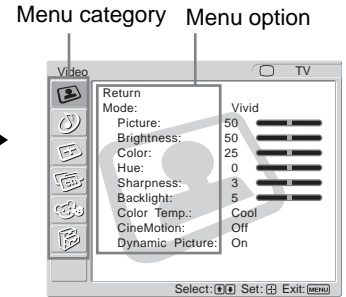 Menu category Menu option
Video TV
Return
Mode: Vivid
Picture: 50
Brightness: 50
Color: 25
Hue: 0
Sharpness: 3
Backlight: 5
Color Temp.: Cool
CineMotion: Off
Dynamic Picture: On
Select: Set: Exit: MENU